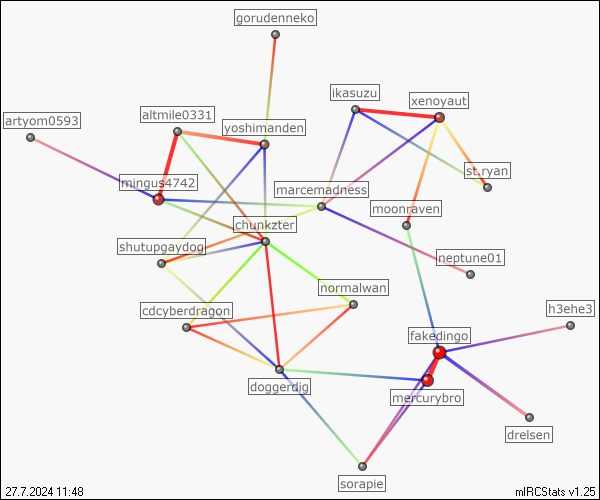 gorudenneko
ikasuzu
xenoyaut
altmile0331
artyom0593
yoshimanden
st.ryan
mingus4742
marcemadness
moonraven
chunkzter
shutupgaydog
neptune01
normalwan
cdcyberdragon
h3ehe3
fakedingo
doggerdig
mercurybro
drelsen
sorapie
27.7.2024 11:48
mIRCStats v1.25